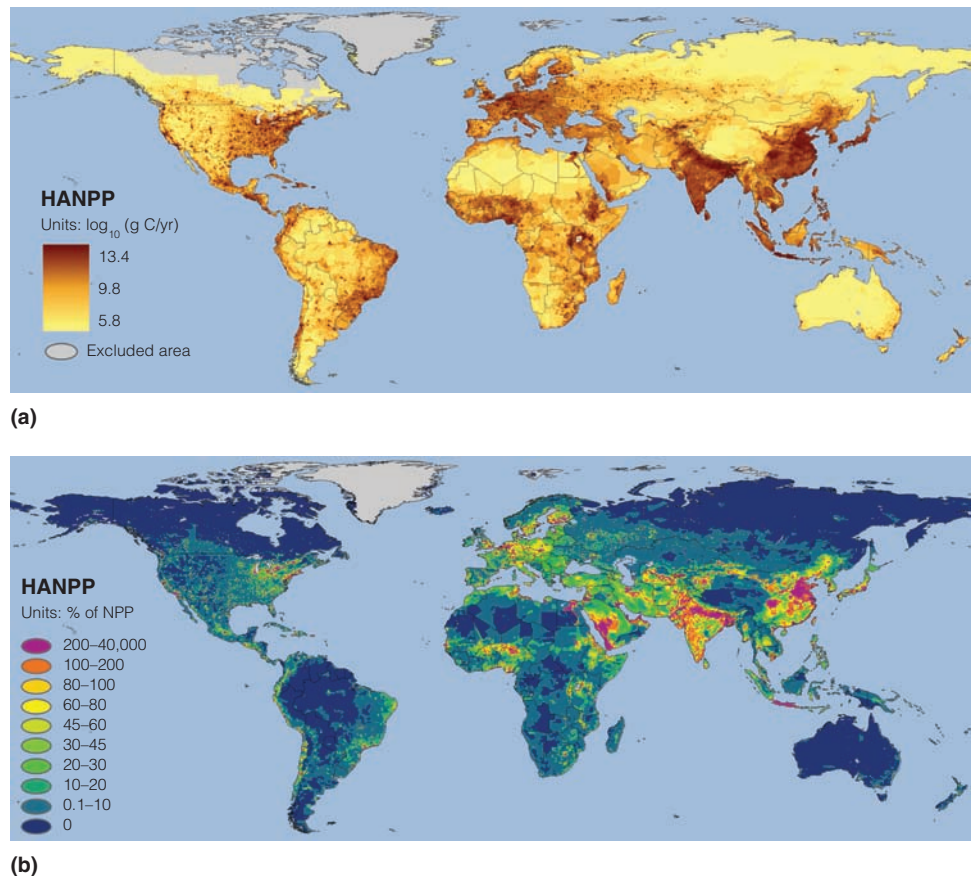 HANPP
Units: log10 (g C/yr)
13.4
9.8
5.8
Excluded area
(a)
HANPP
Units: % of NPP
200–40,000
100–200
80–100
60–80
45–60
30–45
20–30
10–20
0.1–10
0
(b)